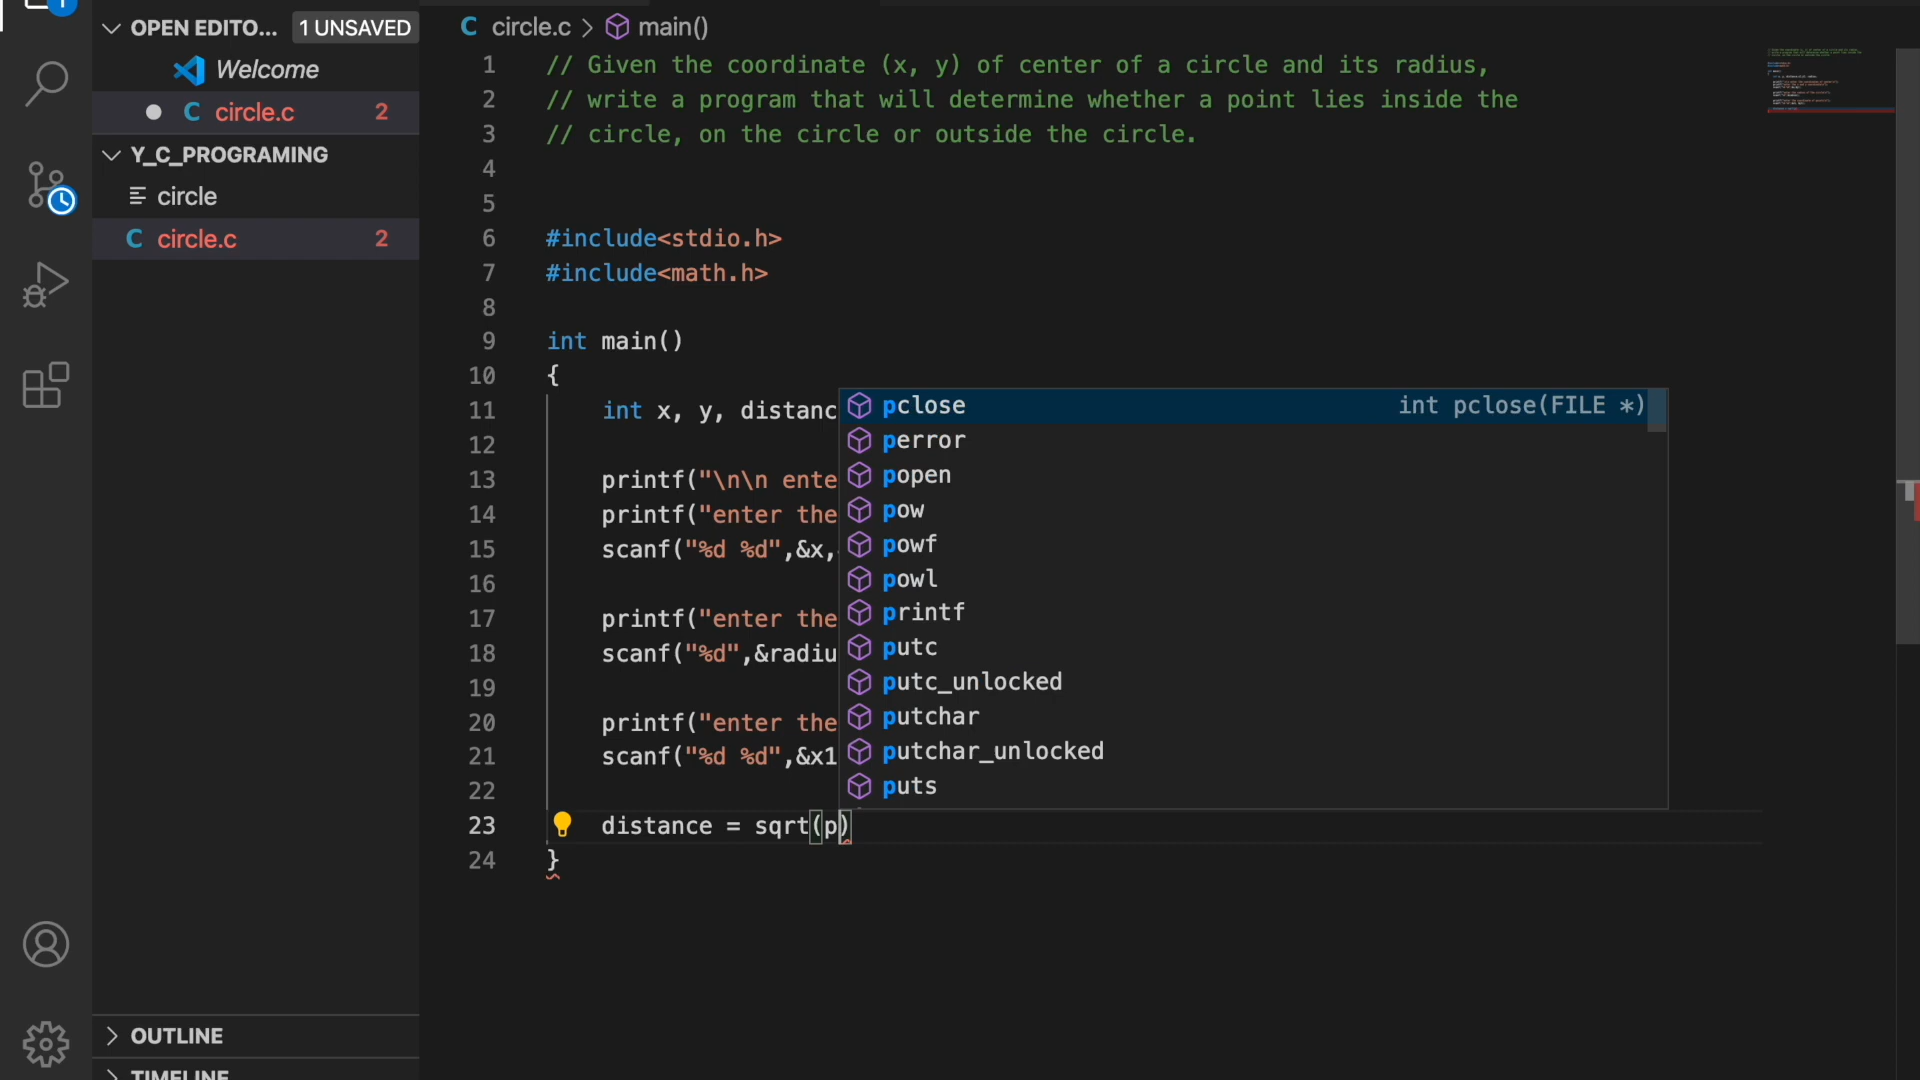 OPEN EDITO... 1 UNSAVED
Welcome
C circle.c 2
Y_C_PROGRAMING
circle
C circle.c 2
OUTLINE
TIMELINE
C circle.c > main()
1 // Given the coordinate (x, y) of center of a circle and its radius,
2 // write a program that will determine whether a point lies inside the
3 // circle, on the circle or outside the circle.
4
5
6 #include<stdio.h>
7 #include<math.h>
8
9 int main()
10 {
11 int x, y, distanc
12
13 printf("\n\n ente
14 printf("enter the
15 scanf("%d %d",&x,
16
17 printf("enter the
18 scanf("%d",&radiu
19
20 printf("enter the
21 scanf("%d %d",&x1
22
23 distance = sqrt(p)
24 }
pclose int pclose(FILE *)
perror
popen
pow
powf
powl
printf
putc
putc_unlocked
putchar
putchar_unlocked
puts